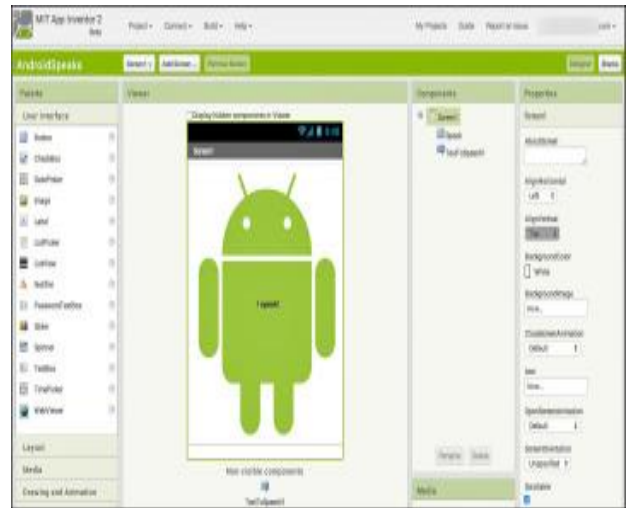 MIT App Inventor 2
Beta
Project Connect Build Help
My Projects Guide Report an Issue
AndroidSpeaks
Screen1 Add Screen... Remove Screen
Designer Blocks
Palette
User Interface
Button
CheckBox
DatePicker
Image
Label
ListPicker
ListView
Notifier
PasswordTextBox
Slider
Spinner
TextBox
TimePicker
WebViewer
Layout
Media
Drawing and Animation
Viewer
Display hidden components in Viewer
Screen1
I speak!
Non-visible components
TextToSpeech1
Components
Screen1
Speak
TextToSpeech1
Rename Delete
Media
Properties
Screen1
AboutScreen
AlignHorizontal
Left
AlignVertical
Top
BackgroundColor
White
BackgroundImage
None...
CloseScreenAnimation
Default
Icon
None...
OpenScreenAnimation
Default
ScreenOrientation
Unspecified
Scrollable